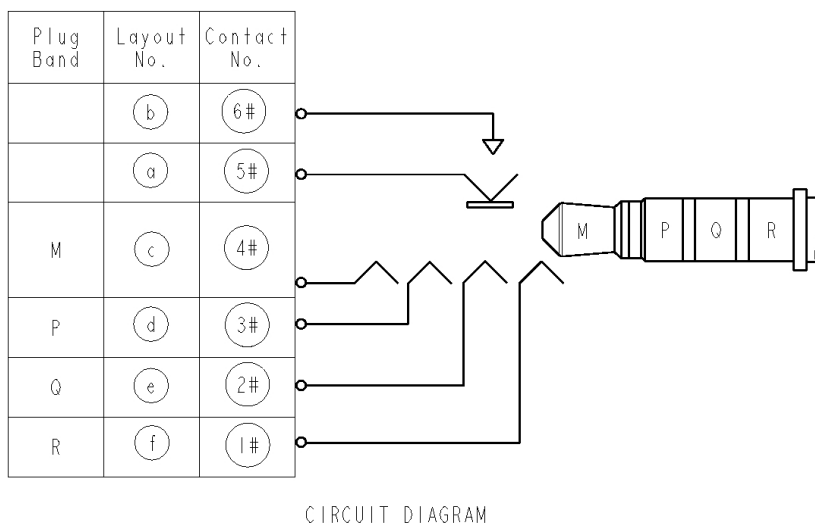 Plug Band Layout No. Contact No.
b 6#
a 5#
M c 4#
P d 3#
Q e 2#
R f 1#
M P Q R
CIRCUIT DIAGRAM